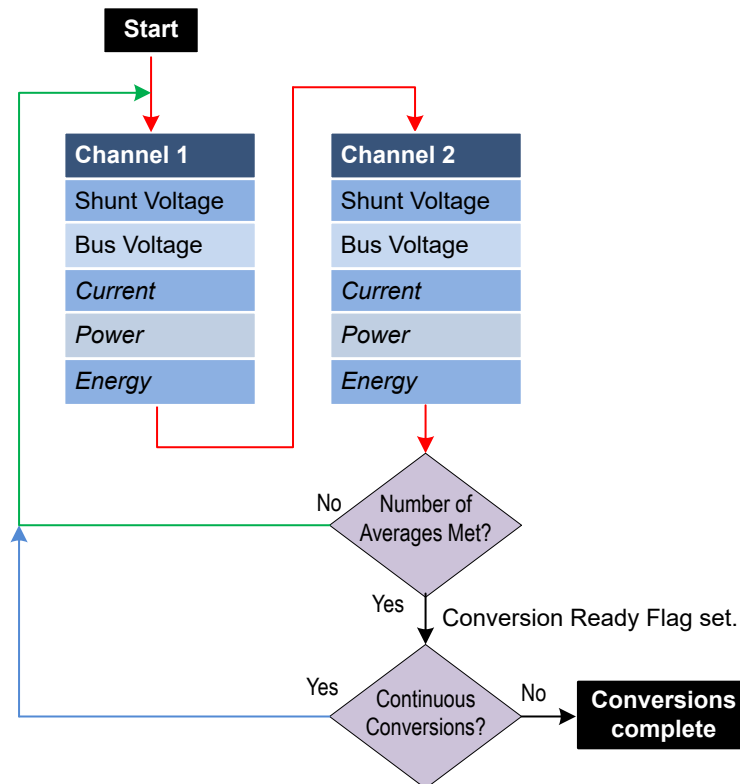 Start
Channel 1
Shunt Voltage
Bus Voltage
Current
Power
Energy
Channel 2
Shunt Voltage
Bus Voltage
Current
Power
Energy
No
Number of
Averages Met?
Yes
Conversion Ready Flag set.
Yes
Continuous
Conversions?
No
Conversions
complete